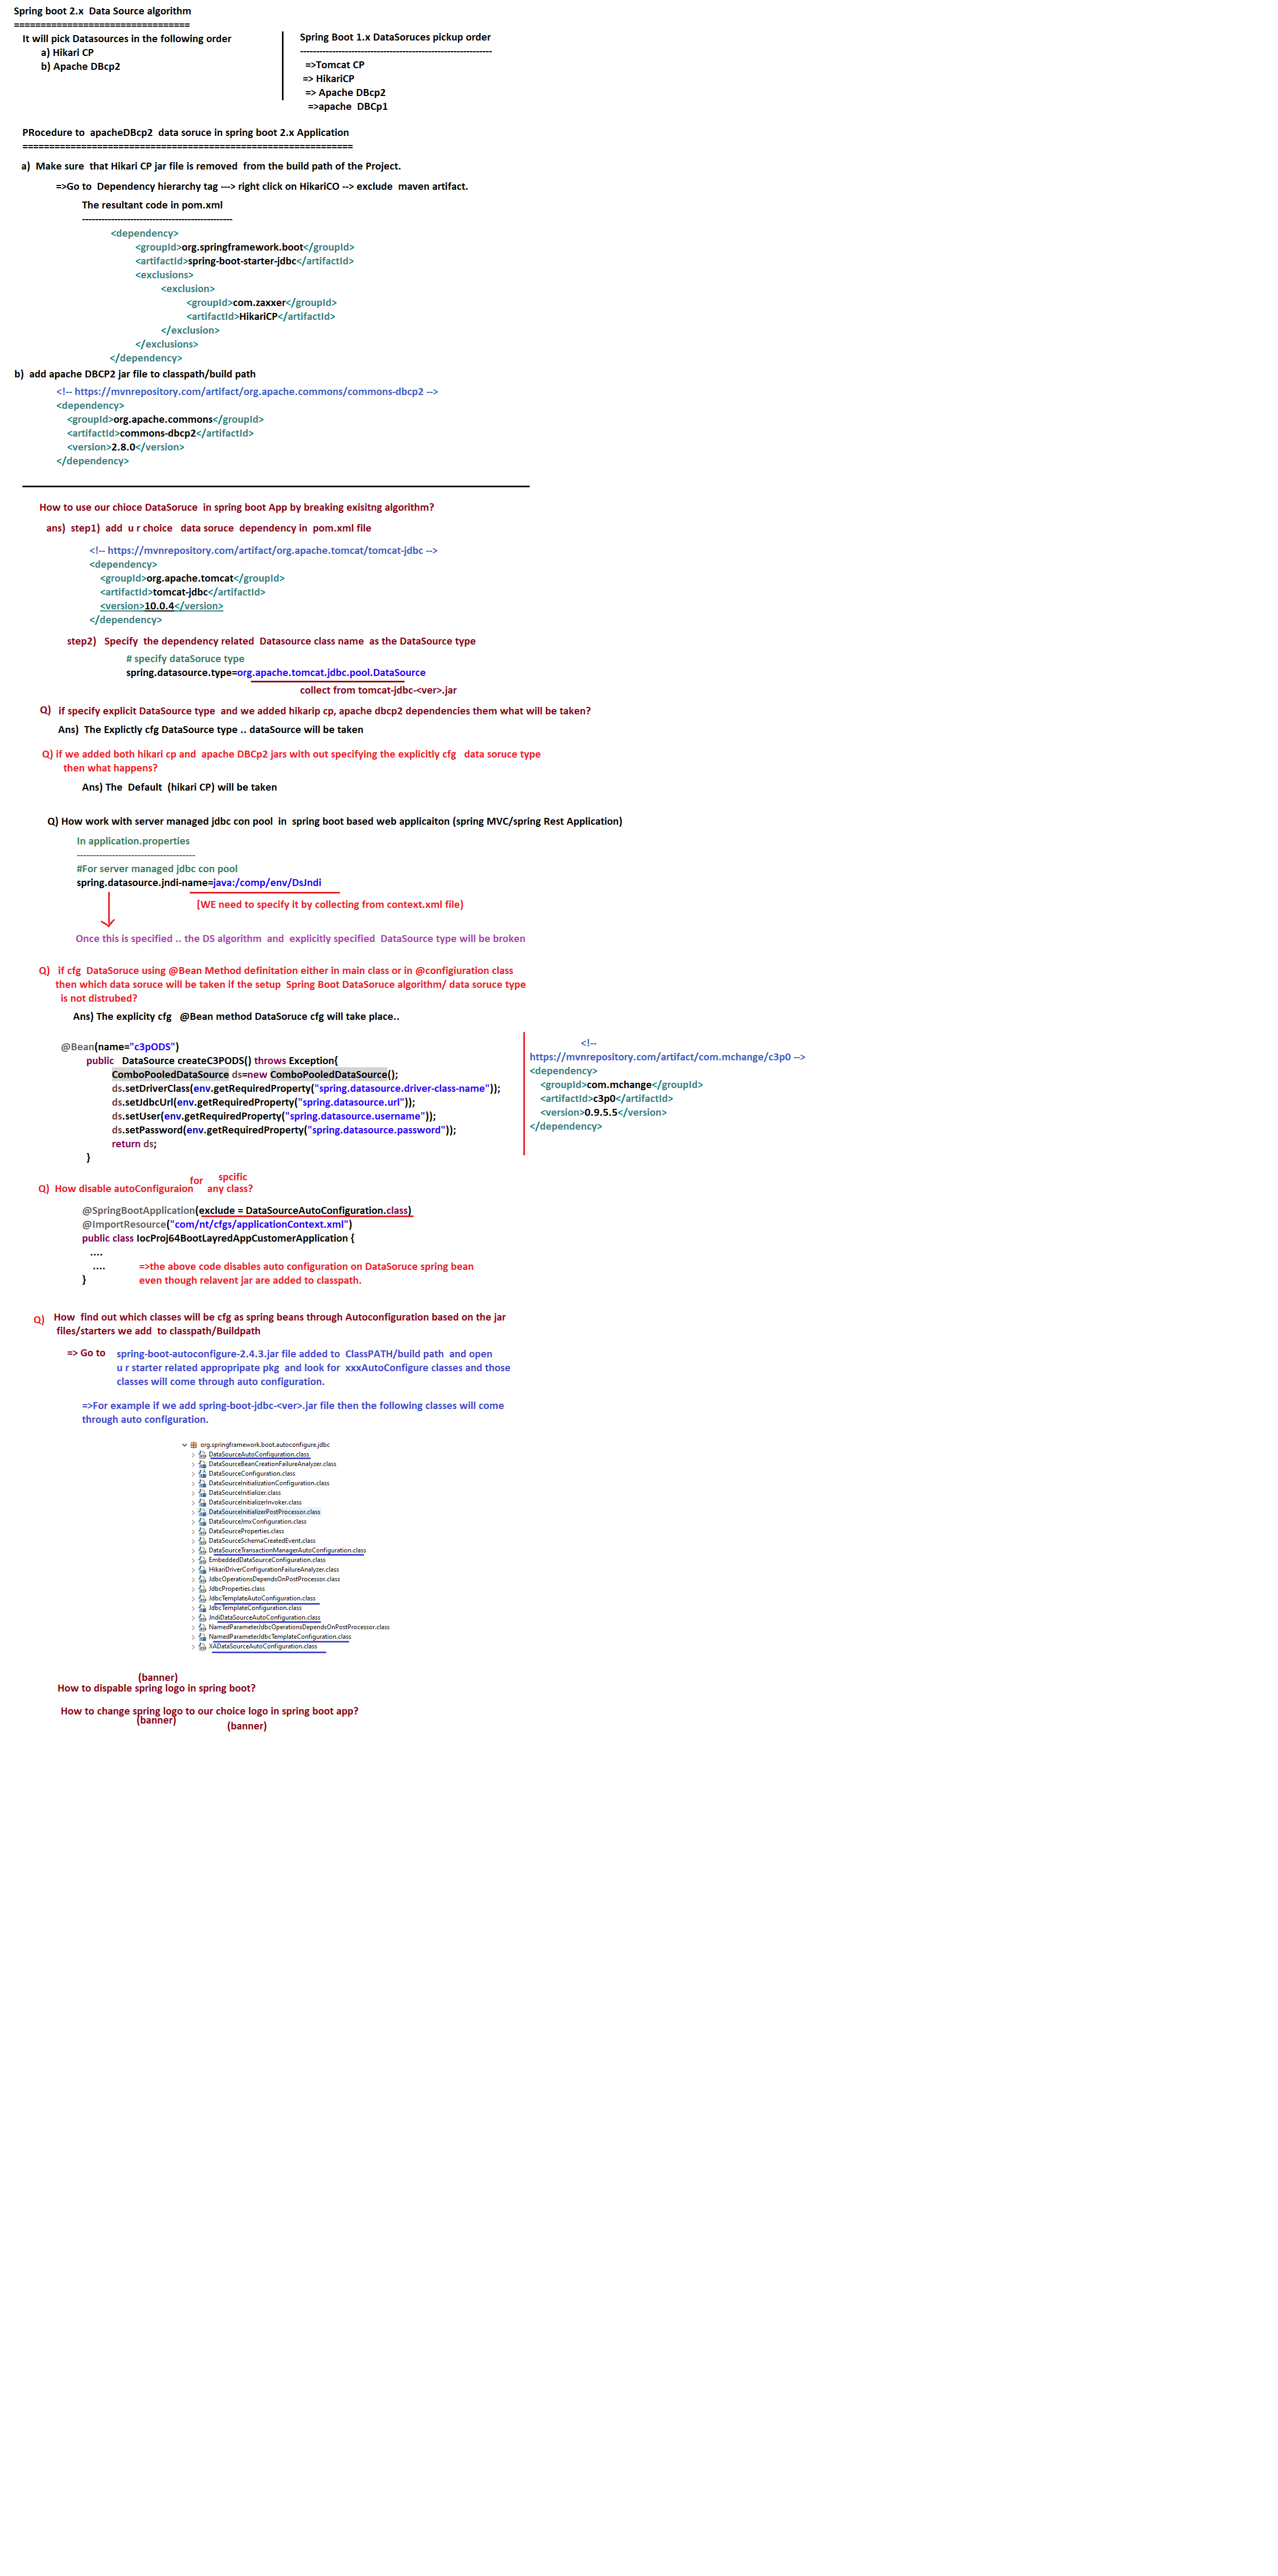 Spring boot 2.x  Data Source algorithm
=================================
It will pick Datasources in the following order
a) Hikari CP
b) Apache DBcp2
Spring Boot 1.x DataSoruces pickup order
------------------------------------------------------------
=>Tomcat CP
=> HikariCP
=> Apache DBcp2
=>apache  DBCp1
PRocedure to  apacheDBcp2  data soruce in spring boot 2.x Application
==============================================================
a)  Make sure  that Hikari CP jar file is removed  from the build path of the Project.
=>Go to  Dependency hierarchy tag ---> right click on HikariCO --> exclude  maven artifact.
The resultant code in pom.xml
-----------------------------------------------
<dependency>
<groupId>org.springframework.boot</groupId>
<artifactId>spring-boot-starter-jdbc</artifactId>
<exclusions>
<exclusion>
<groupId>com.zaxxer</groupId>
<artifactId>HikariCP</artifactId>
</exclusion>
</exclusions>
</dependency>
b)  add apache DBCP2 jar file to classpath/build path
<!-- https://mvnrepository.com/artifact/org.apache.commons/commons-dbcp2 -->
<dependency>
<groupId>org.apache.commons</groupId>
<artifactId>commons-dbcp2</artifactId>
<version>2.8.0</version>
</dependency>
How to use our chioce DataSoruce  in spring boot App by breaking exisitng algorithm?
ans)  step1)  add  u r choice   data soruce  dependency in  pom.xml file
<!-- https://mvnrepository.com/artifact/org.apache.tomcat/tomcat-jdbc -->
<dependency>
<groupId>org.apache.tomcat</groupId>
<artifactId>tomcat-jdbc</artifactId>
<version>10.0.4</version>
</dependency>
step2)   Specify  the dependency related  Datasource class name  as the DataSource type
# specify dataSoruce type
spring.datasource.type=org.apache.tomcat.jdbc.pool.DataSource
collect from tomcat-jdbc-<ver>.jar
Q)   if specify explicit DataSource type  and we added hikarip cp, apache dbcp2 dependencies them what will be taken?
Ans)  The Explictly cfg DataSource type .. dataSource will be taken
Q) if we added both hikari cp and  apache DBCp2 jars with out specifying the explicitly cfg   data soruce type
then what happens?
Ans) The  Default  (hikari CP) will be taken
Q) How work with server managed jdbc con pool  in  spring boot based web applicaiton (spring MVC/spring Rest Application)
In application.properties
-------------------------------------
#For server managed jdbc con pool
spring.datasource.jndi-name=java:/comp/env/DsJndi
[WE need to specify it by collecting from context.xml file)
Once this is specified .. the DS algorithm  and  explicitly specified  DataSource type will be broken
Q)   if cfg  DataSoruce using @Bean Method definitation either in main class or in @configiuration class
then which data soruce will be taken if the setup  Spring Boot DataSoruce algorithm/ data soruce type
is not distrubed?
Ans) The explicity cfg   @Bean method DataSoruce cfg will take place..
@Bean(name="c3pODS")
public   DataSource createC3PODS() throws Exception{
ComboPooledDataSource ds=new ComboPooledDataSource();
ds.setDriverClass(env.getRequiredProperty("spring.datasource.driver-class-name"));
ds.setJdbcUrl(env.getRequiredProperty("spring.datasource.url"));
ds.setUser(env.getRequiredProperty("spring.datasource.username"));
ds.setPassword(env.getRequiredProperty("spring.datasource.password"));
return ds;
}
<!--
https://mvnrepository.com/artifact/com.mchange/c3p0 -->
<dependency>
<groupId>com.mchange</groupId>
<artifactId>c3p0</artifactId>
<version>0.9.5.5</version>
</dependency>
for spcific
Q)  How disable autoConfiguraion any class?
@SpringBootApplication(exclude = DataSourceAutoConfiguration.class)
@ImportResource("com/nt/cfgs/applicationContext.xml")
public class IocProj64BootLayredAppCustomerApplication {
....
....
=>the above code disables auto configuration on DataSoruce spring bean
} even though relavent jar are added to classpath.
Q)   How  find out which classes will be cfg as spring beans through Autoconfiguration based on the jar
files/starters we add  to classpath/Buildpath
=> Go to   spring-boot-autoconfigure-2.4.3.jar file added to  ClassPATH/build path  and open
u r starter related appropripate pkg  and look for  xxxAutoConfigure classes and those
classes will come through auto configuration.
=>For example if we add spring-boot-jdbc-<ver>.jar file then the following classes will come
through auto configuration.
org.springframework.boot.autoconfigure.jdbc
DataSourceAutoConfiguration.class
DataSourceBeanCreationFailureAnalyzer.class
DataSourceConfiguration.class
DataSourceInitializationConfiguration.class
DataSourceInitializer.class
DataSourceInitializerInvoker.class
DataSourceInitializerPostProcessor.class
DataSourceJmxConfiguration.class
DataSourceProperties.class
DataSourceSchemaCreatedEvent.class
DataSourceTransactionManagerAutoConfiguration.class
EmbeddedDataSourceConfiguration.class
HikariDriverConfigurationFailureAnalyzer.class
JdbcOperationsDependsOnPostProcessor.class
JdbcProperties.class
JdbcTemplateAutoConfiguration.class
JdbcTemplateConfiguration.class
JndiDataSourceAutoConfiguration.class
NamedParameterJdbcOperationsDependsOnPostProcessor.class
NamedParameterJdbcTemplateConfiguration.class
XADataSourceAutoConfiguration.class
(banner)
How to dispable spring logo in spring boot?
How to change spring logo to our choice logo in spring boot app?
(banner)
(banner)